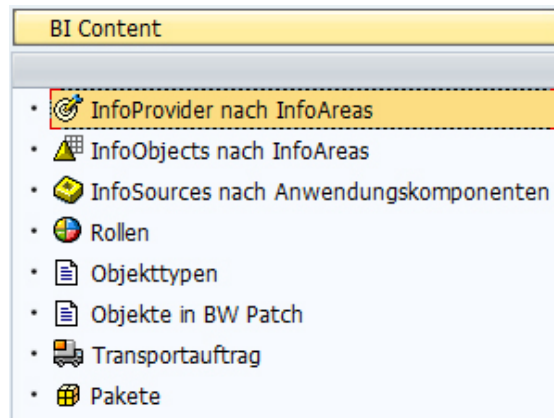 BI Content
InfoProvider nach InfoAreas
InfoObjects nach InfoAreas
InfoSources nach Anwendungskomponenten
Rollen
Objekttypen
Objekte in BW Patch
Transportauftrag
Pakete